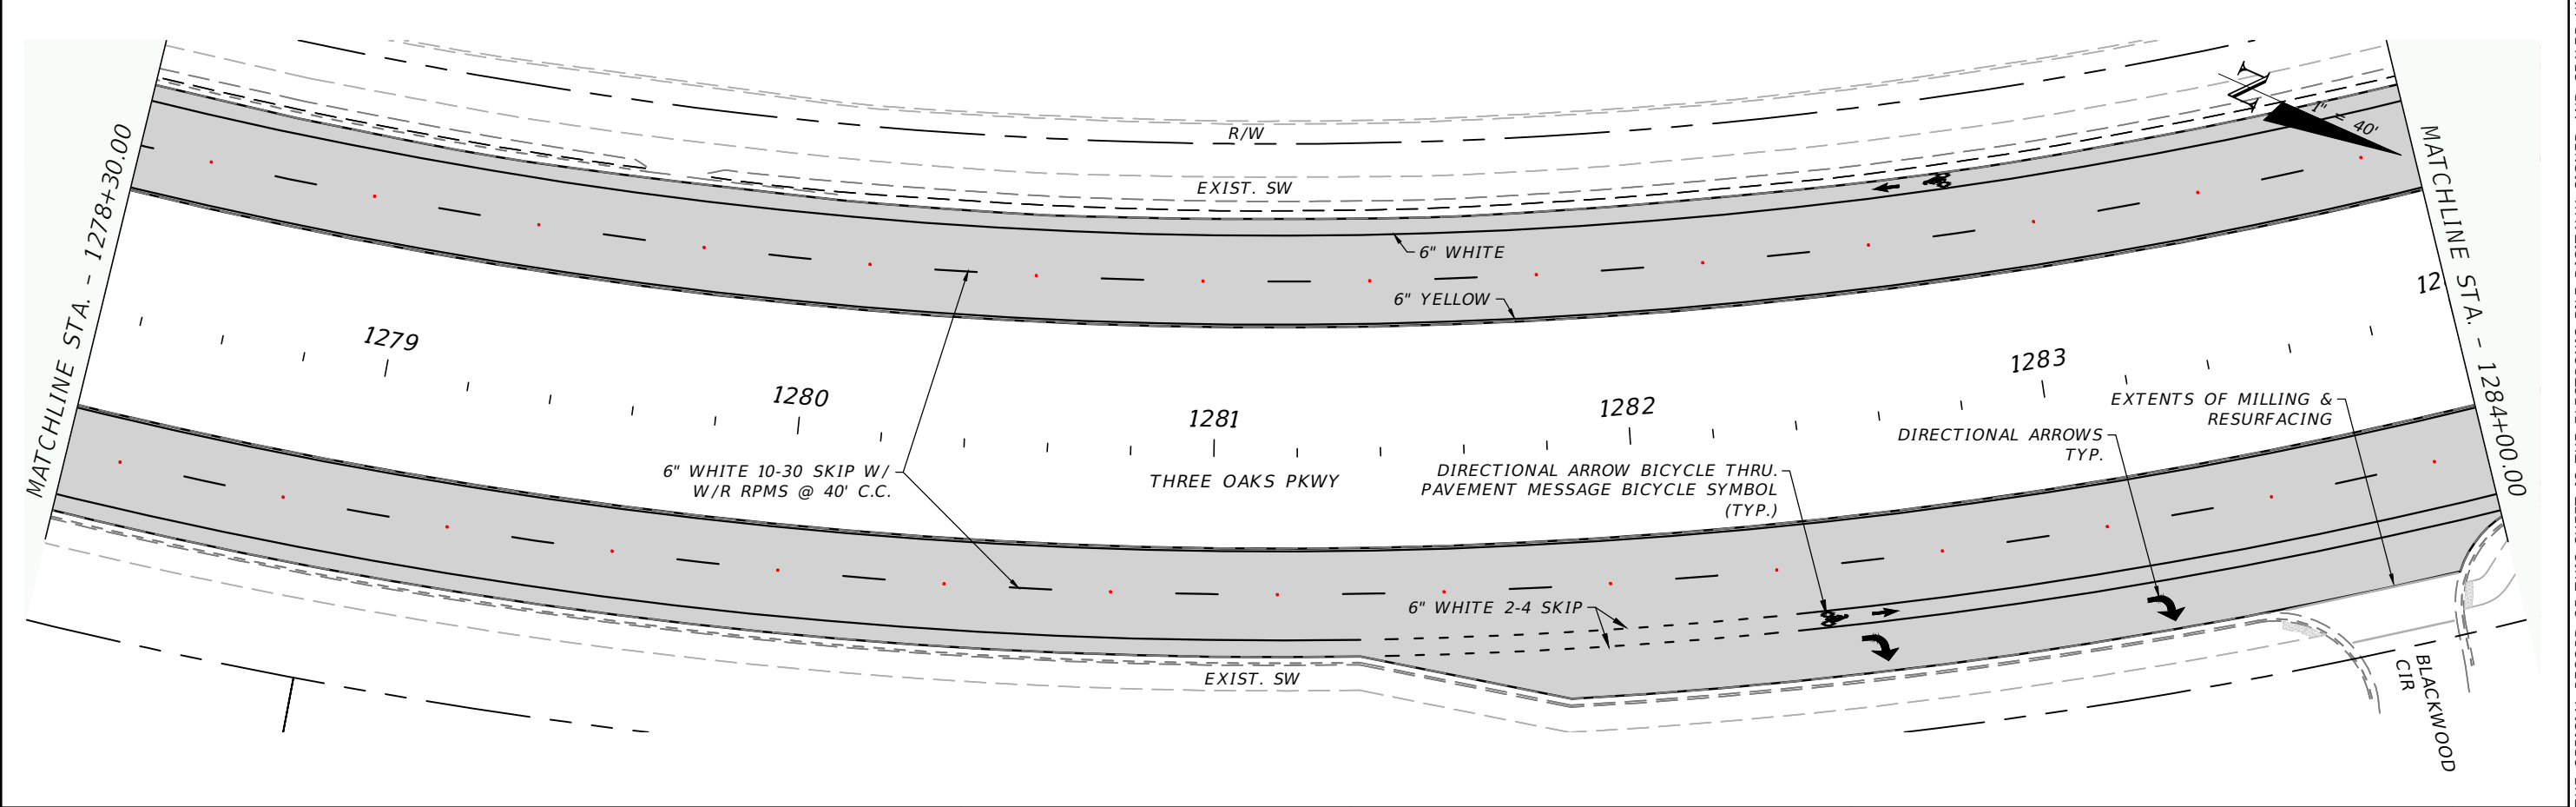 MATCHLINE STA. - 1278+30.00
R/W
N
1" = 40'
EXIST. SW
6" WHITE
6" YELLOW
1279
1280
1281
1282
1283
12
MATCHLINE STA. - 1284+00.00
EXTENTS OF MILLING &
RESURFACING
DIRECTIONAL ARROWS
TYP.
6" WHITE 10-30 SKIP W/
W/R RPMS @ 40' C.C.
THREE OAKS PKWY
DIRECTIONAL ARROW BICYCLE THRU.
PAVEMENT MESSAGE BICYCLE SYMBOL
(TYP.)
6" WHITE 2-4 SKIP
EXIST. SW
BLACKWOOD
CIR